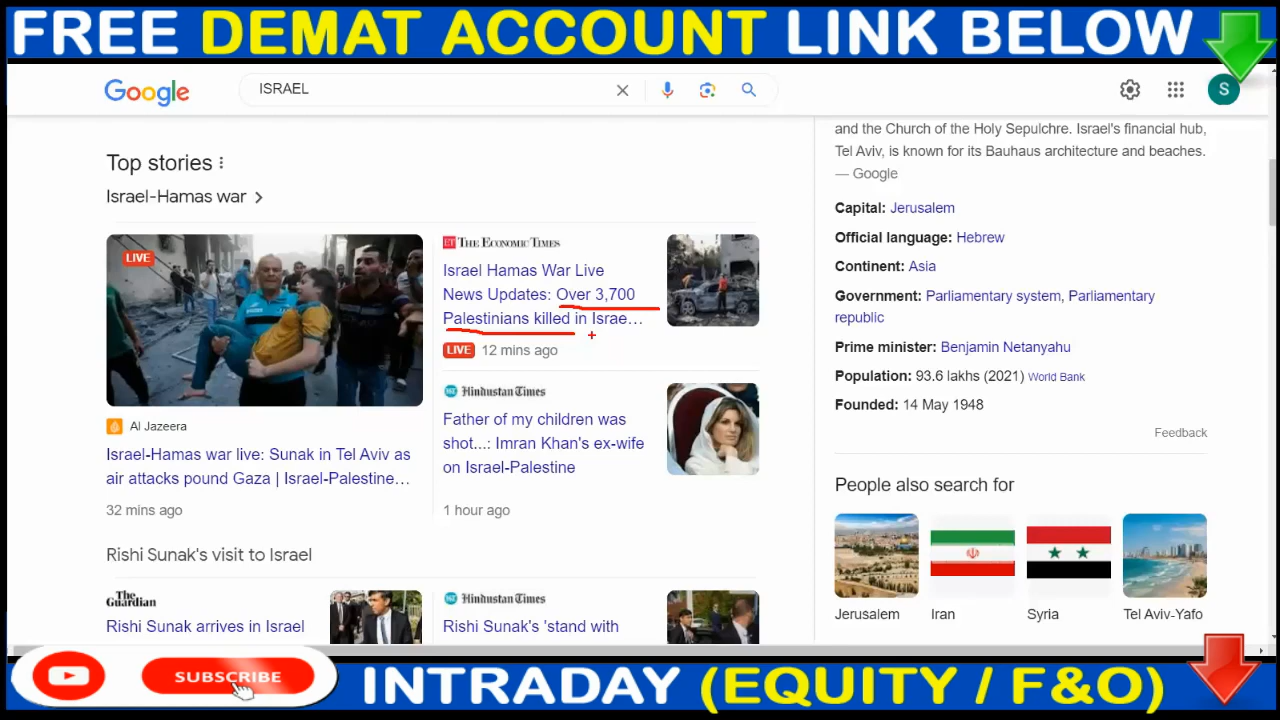 FREE DEMAT ACCOUNT LINK BELOW
Google
ISRAEL
S
and the Church of the Holy Sepulchre. Israel's financial hub,
Tel Aviv, is known for its Bauhaus architecture and beaches.
— Google
Capital: Jerusalem
Official language: Hebrew
Continent: Asia
Government: Parliamentary system, Parliamentary
republic
Prime minister: Benjamin Netanyahu
Population: 93.6 lakhs (2021) World Bank
Founded: 14 May 1948
Feedback
People also search for
Jerusalem
Iran
Syria
Tel Aviv-Yafo
Top stories
Israel-Hamas war
LIVE
Al Jazeera
Israel-Hamas war live: Sunak in Tel Aviv as
air attacks pound Gaza | Israel-Palestine…
32 mins ago
ET THE ECONOMIC TIMES
Israel Hamas War Live
News Updates: Over 3,700
Palestinians killed in Israe…
LIVE 12 mins ago
HT Hindustan Times
Father of my children was
shot...: Imran Khan's ex-wife
on Israel-Palestine
1 hour ago
Rishi Sunak's visit to Israel
The Guardian
Rishi Sunak arrives in Israel
HT Hindustan Times
Rishi Sunak's 'stand with
SUBSCRIBE
INTRADAY (EQUITY / F&O)